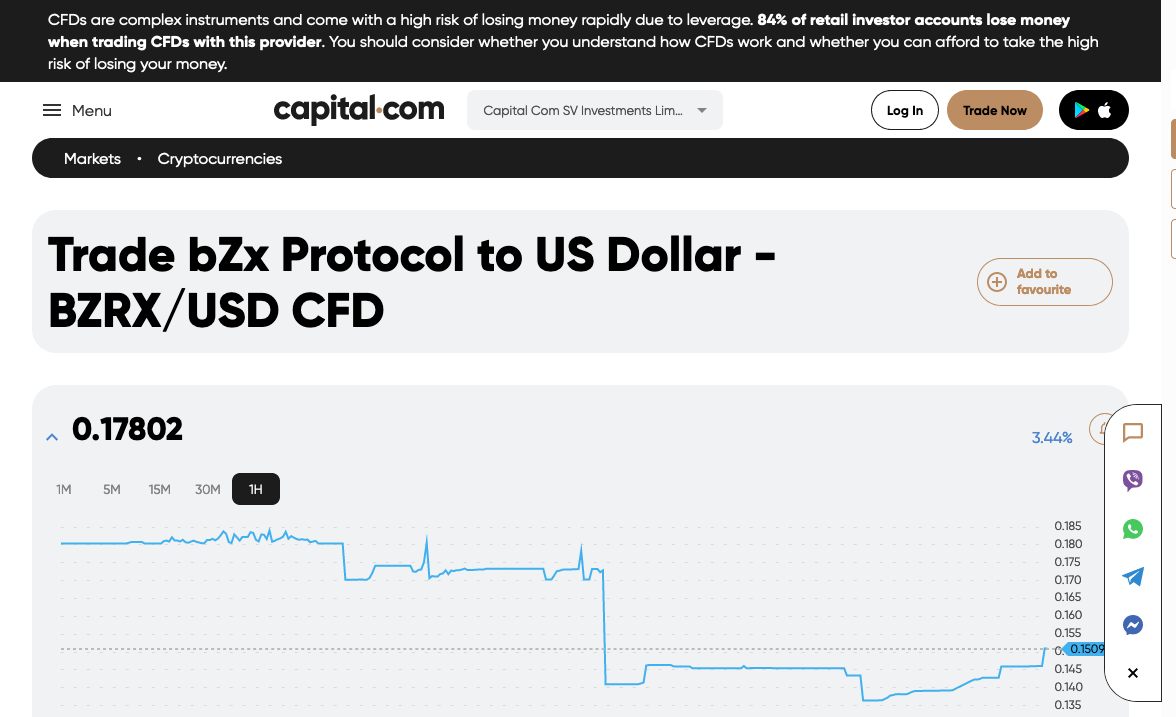 CFDs are complex instruments and come with a high risk of losing money rapidly due to leverage. 84% of retail investor accounts lose money
when trading CFDs with this provider. You should consider whether you understand how CFDs work and whether you can afford to take the high
risk of losing your money.
Menu
capital.com
Capital Com SV Investments Lim...
Log In
Trade Now
Markets • Cryptocurrencies
Trade bZx Protocol to US Dollar -
BZRX/USD CFD
Add to
favourite
0.17802
3.44%
1M 5M 15M 30M 1H
0.185
0.180
0.175
0.170
0.165
0.160
0.155
0.1509
0.145
0.140
0.135